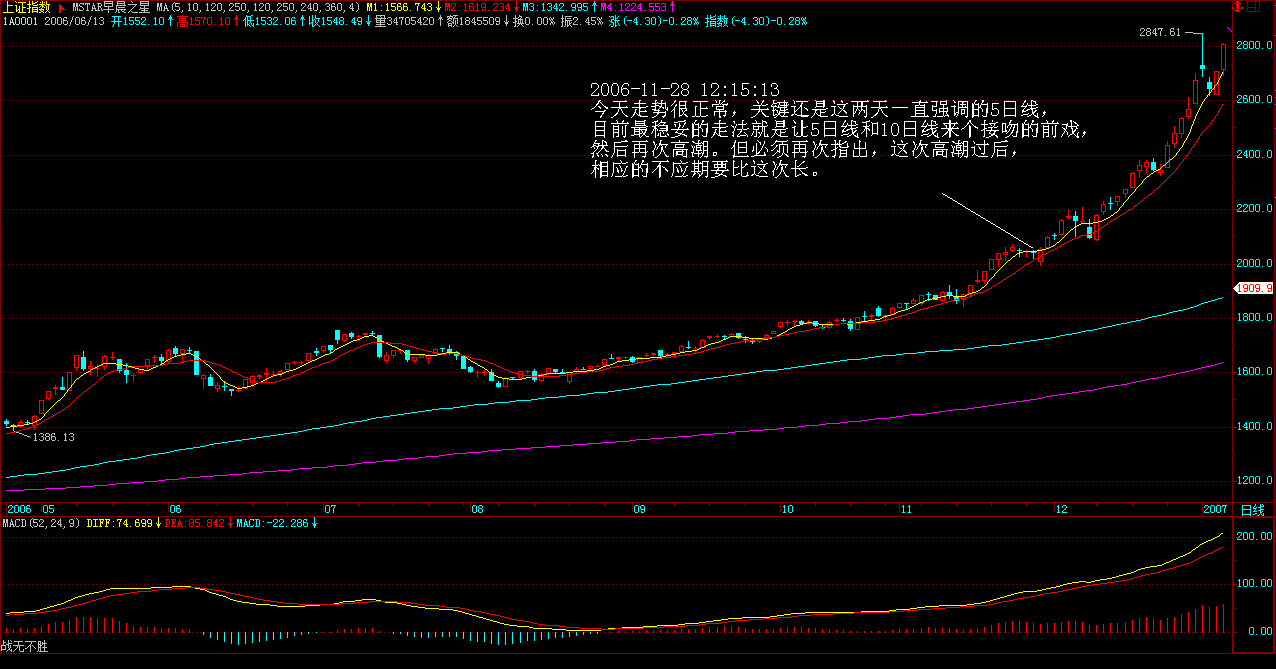 上证指数 MSTAR早晨之星 MA(5,10,120,250,120,250,240,360,4) M1:1566.743↓ M2:1619.234↓ M3:1342.995↑ M4:1224.553↑
1A0001 2006/06/13 开1552.10↑ 高1570.10↑ 低1532.06↑ 收1548.49↓ 量34705420↑ 额1845509↓ 换0.00% 振2.45% 涨(-4.30)-0.28% 指数(-4.30)-0.28%
2847.61
2800.0
2006-11-28 12:15:13
今天走势很正常，关键还是这两天一直强调的5日线，
2600.0
目前最稳妥的走法就是让5日线和10日线来个接吻的前戏，
然后再次高潮。但必须再次指出，这次高潮过后，
2400.0
相应的不应期要比这次长。
2200.0
2000.0
1909.9
1800.0
1600.0
1400.0
1386.13
1200.0
2006 05 06 07 08 09 10 11 12 2007 日线
MACD(52,24,9) DIFF:74.699↓ DEA:85.842↓ MACD:-22.286↓
200.00
100.00
0.00
战无不胜